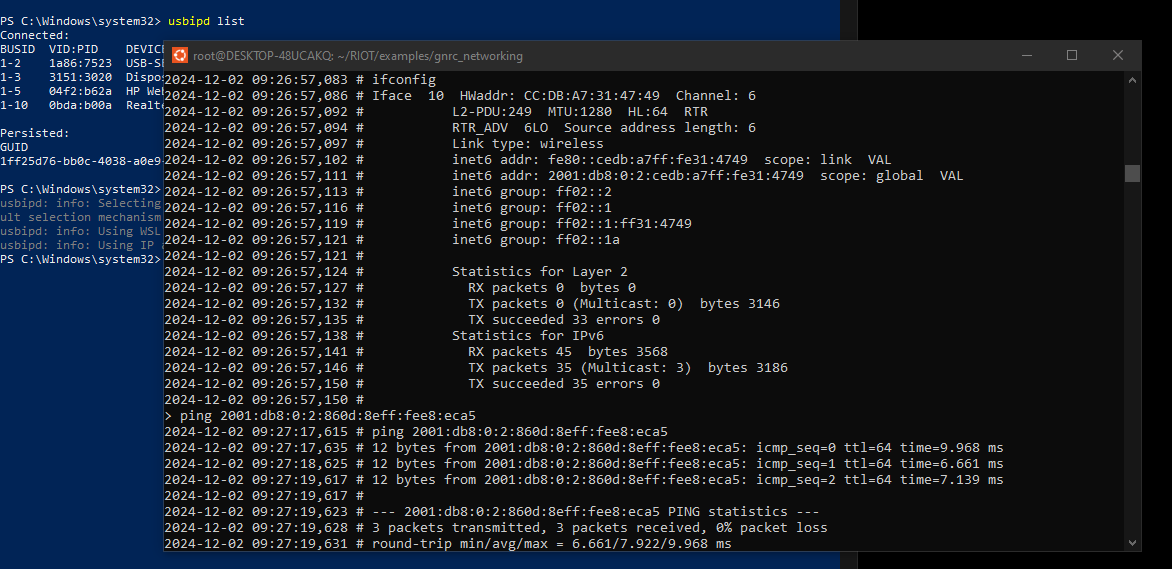 PS C:\Windows\system32> usbipd list
Connected:
BUSID  VID:PID    DEVICE
1-2    1a86:7523  USB-SE
1-3    3151:3020  Dispo
1-5    04f2:b62a  HP Web
1-10   0bda:b00a  Realte
Persisted:
GUID
1ff25d76-bb0c-4038-a0e9
PS C:\Windows\system32>
usbipd: info: Selecting
ult selection mechanism
usbipd: info: Using WSL
usbipd: info: Using IP
PS C:\Windows\system32>
root@DESKTOP-48UCAKQ: ~/RIOT/examples/gnrc_networking
2024-12-02 09:26:57,083 # ifconfig
2024-12-02 09:26:57,086 # Iface  10  HWaddr: CC:DB:A7:31:47:49  Channel: 6
2024-12-02 09:26:57,092 #           L2-PDU:249  MTU:1280  HL:64  RTR
2024-12-02 09:26:57,094 #           RTR_ADV  6LO  Source address length: 6
2024-12-02 09:26:57,097 #           Link type: wireless
2024-12-02 09:26:57,102 #           inet6 addr: fe80::cedb:a7ff:fe31:4749  scope: link  VAL
2024-12-02 09:26:57,111 #           inet6 addr: 2001:db8:0:2:cedb:a7ff:fe31:4749  scope: global  VAL
2024-12-02 09:26:57,113 #           inet6 group: ff02::2
2024-12-02 09:26:57,116 #           inet6 group: ff02::1
2024-12-02 09:26:57,119 #           inet6 group: ff02::1:ff31:4749
2024-12-02 09:26:57,121 #           inet6 group: ff02::1a
2024-12-02 09:26:57,121 #
2024-12-02 09:26:57,124 #           Statistics for Layer 2
2024-12-02 09:26:57,127 #             RX packets 0  bytes 0
2024-12-02 09:26:57,132 #             TX packets 0 (Multicast: 0)  bytes 3146
2024-12-02 09:26:57,135 #             TX succeeded 33 errors 0
2024-12-02 09:26:57,138 #           Statistics for IPv6
2024-12-02 09:26:57,141 #             RX packets 45  bytes 3568
2024-12-02 09:26:57,146 #             TX packets 35 (Multicast: 3)  bytes 3186
2024-12-02 09:26:57,150 #             TX succeeded 35 errors 0
2024-12-02 09:26:57,150 #
> ping 2001:db8:0:2:860d:8eff:fee8:eca5
2024-12-02 09:27:17,615 # ping 2001:db8:0:2:860d:8eff:fee8:eca5
2024-12-02 09:27:17,635 # 12 bytes from 2001:db8:0:2:860d:8eff:fee8:eca5: icmp_seq=0 ttl=64 time=9.968 ms
2024-12-02 09:27:18,625 # 12 bytes from 2001:db8:0:2:860d:8eff:fee8:eca5: icmp_seq=1 ttl=64 time=6.661 ms
2024-12-02 09:27:19,617 # 12 bytes from 2001:db8:0:2:860d:8eff:fee8:eca5: icmp_seq=2 ttl=64 time=7.139 ms
2024-12-02 09:27:19,617 #
2024-12-02 09:27:19,623 # --- 2001:db8:0:2:860d:8eff:fee8:eca5 PING statistics ---
2024-12-02 09:27:19,628 # 3 packets transmitted, 3 packets received, 0% packet loss
2024-12-02 09:27:19,631 # round-trip min/avg/max = 6.661/7.922/9.968 ms